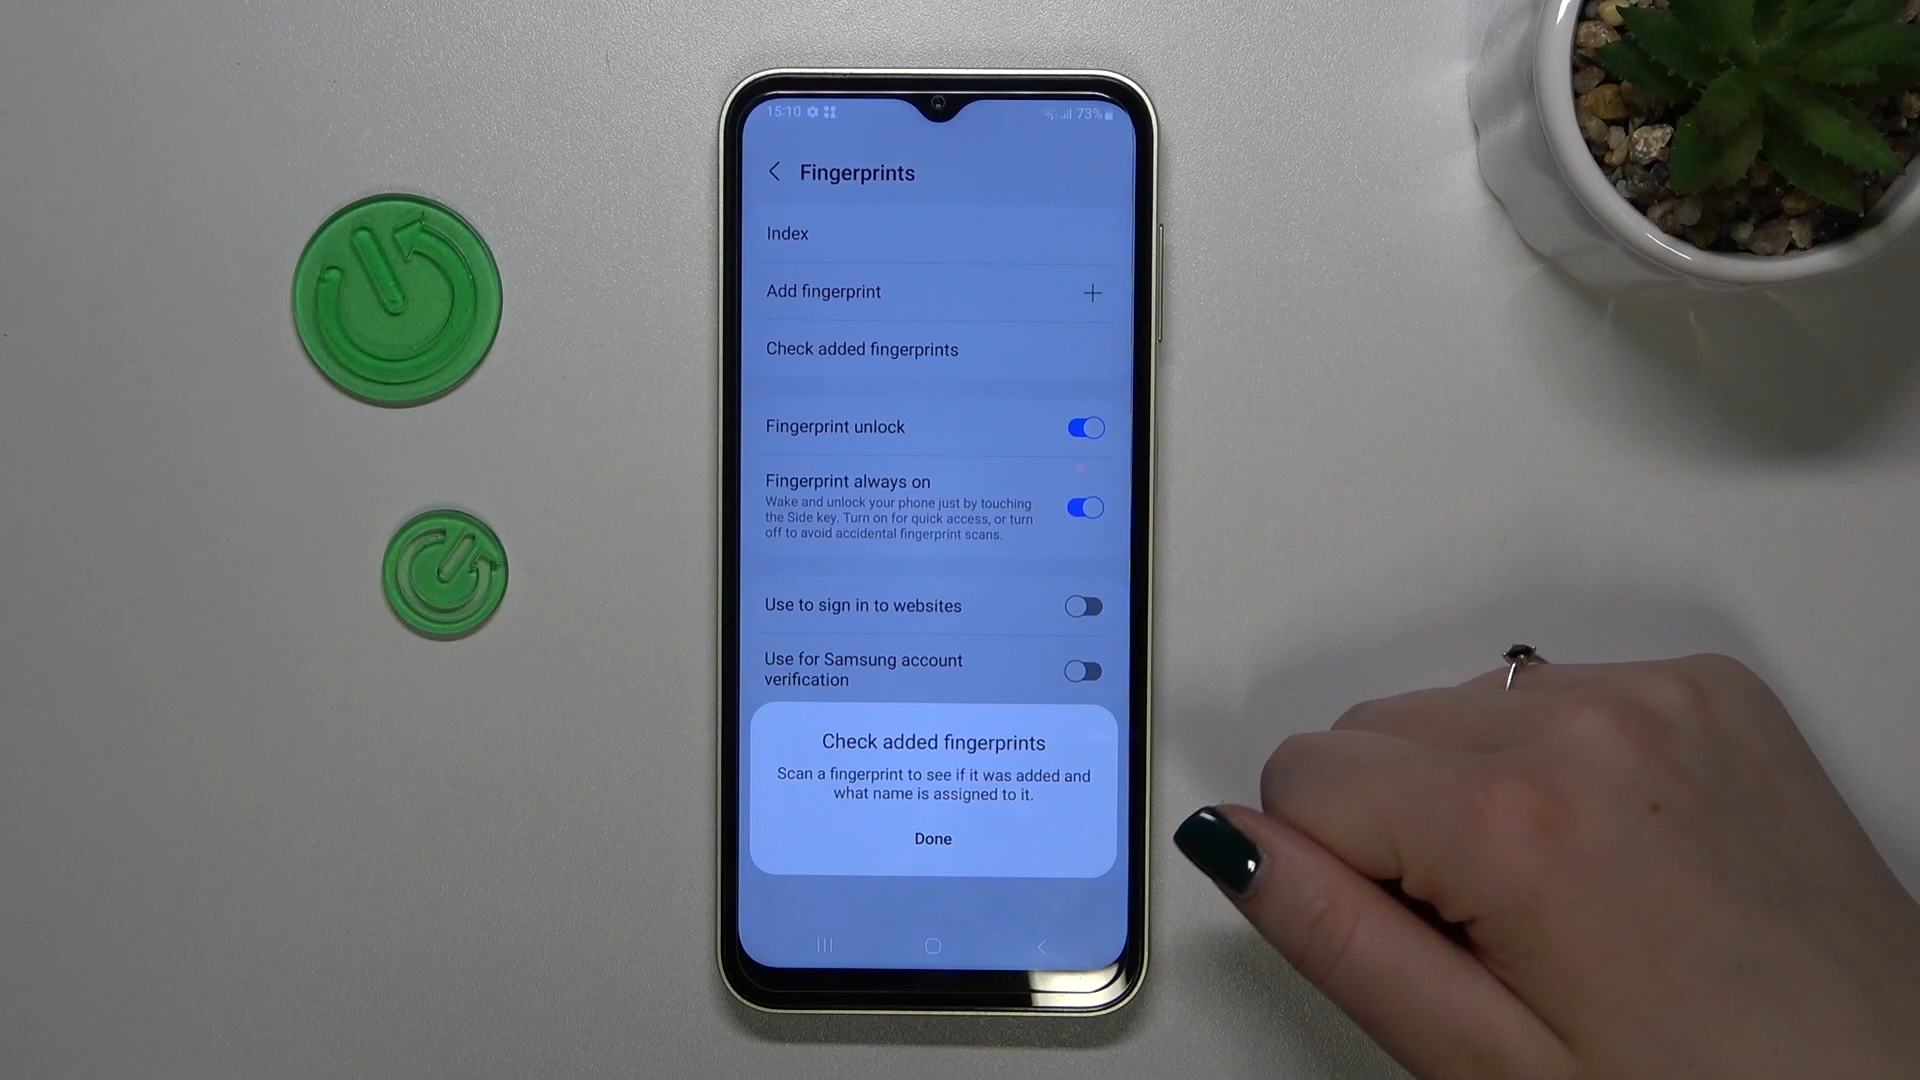 15:10
73%
Fingerprints
Index
Add fingerprint
Check added fingerprints
Fingerprint unlock
Fingerprint always on
Wake and unlock your phone just by touching
the Side key. Turn on for quick access, or turn
off to avoid accidental fingerprint scans.
Use to sign in to websites
Use for Samsung account
verification
Check added fingerprints
Scan a fingerprint to see if it was added and
what name is assigned to it.
Done